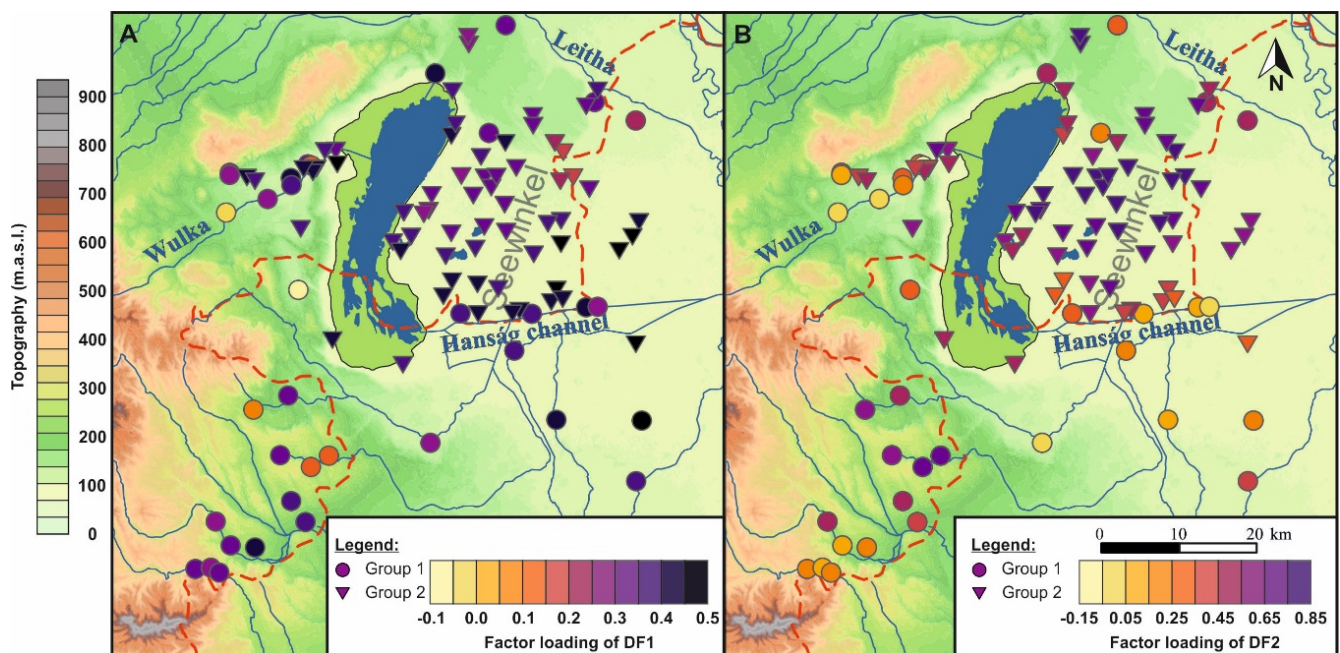 A
Leitha
Wulka
Seewinkel
Hanság channel
900
800
700
600
500
400
300
200
100
0
Topography (m.a.s.l.)
Legend:
Group 1
Group 2
-0.1 0.0 0.1 0.2 0.3 0.4 0.5
Factor loading of DF1
B
Leitha
N
Wulka
Seewinkel
Hanság channel
Legend:
Group 1
Group 2
0 10 20 km
-0.15 0.05 0.25 0.45 0.65 0.85
Factor loading of DF2